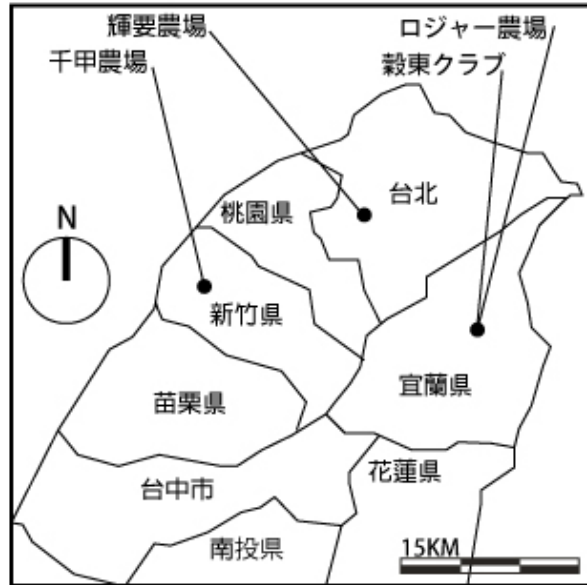 輝要農場
ロジャー農場
千甲農場
穀東クラブ
N
桃園県
台北
新竹県
苗栗県
宜蘭県
台中市
花蓮県
南投県
15KM